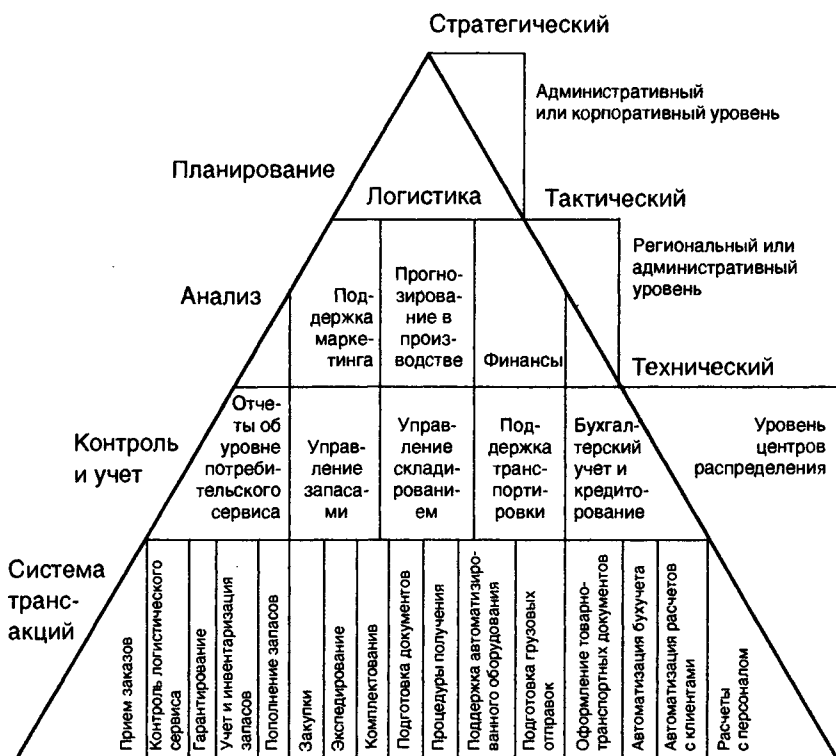 Стратегический
Административный
или корпоративный уровень
Планирование
Логистика
Тактический
Региональный или
административный
уровень
Анализ
Под-
держка
марке-
тинга
Прогно-
зирова-
ние в
произ-
водстве
Финансы
Технический
Контроль
и учет
Отче-
ты об
уровне
потреби-
тельского
сервиса
Управ-
ление
запаса-
ми
Управ-
ление
складе-
ровани-
ем
Под-
держка
транс-
порти-
ровки
Бухгал-
терский
учет и
кредито-
рование
Уровень
центров
распределения
Система
транс-
акций
Прием заказов
Контроль логистического
сервиса
Гарантирование
Учет и инвентаризация
запасов
Пополнение запасов
Закупки
Экспедирование
Комплектование
Подготовка документов
Процедуры получения
Поддержка автоматизиро-
ванного оборудования
Подготовка грузовых
отправок
Оформление товарно-
транспортных документов
Автоматизация бухучета
Автоматизация расчетов
с клиентами
Расчеты
с персоналом